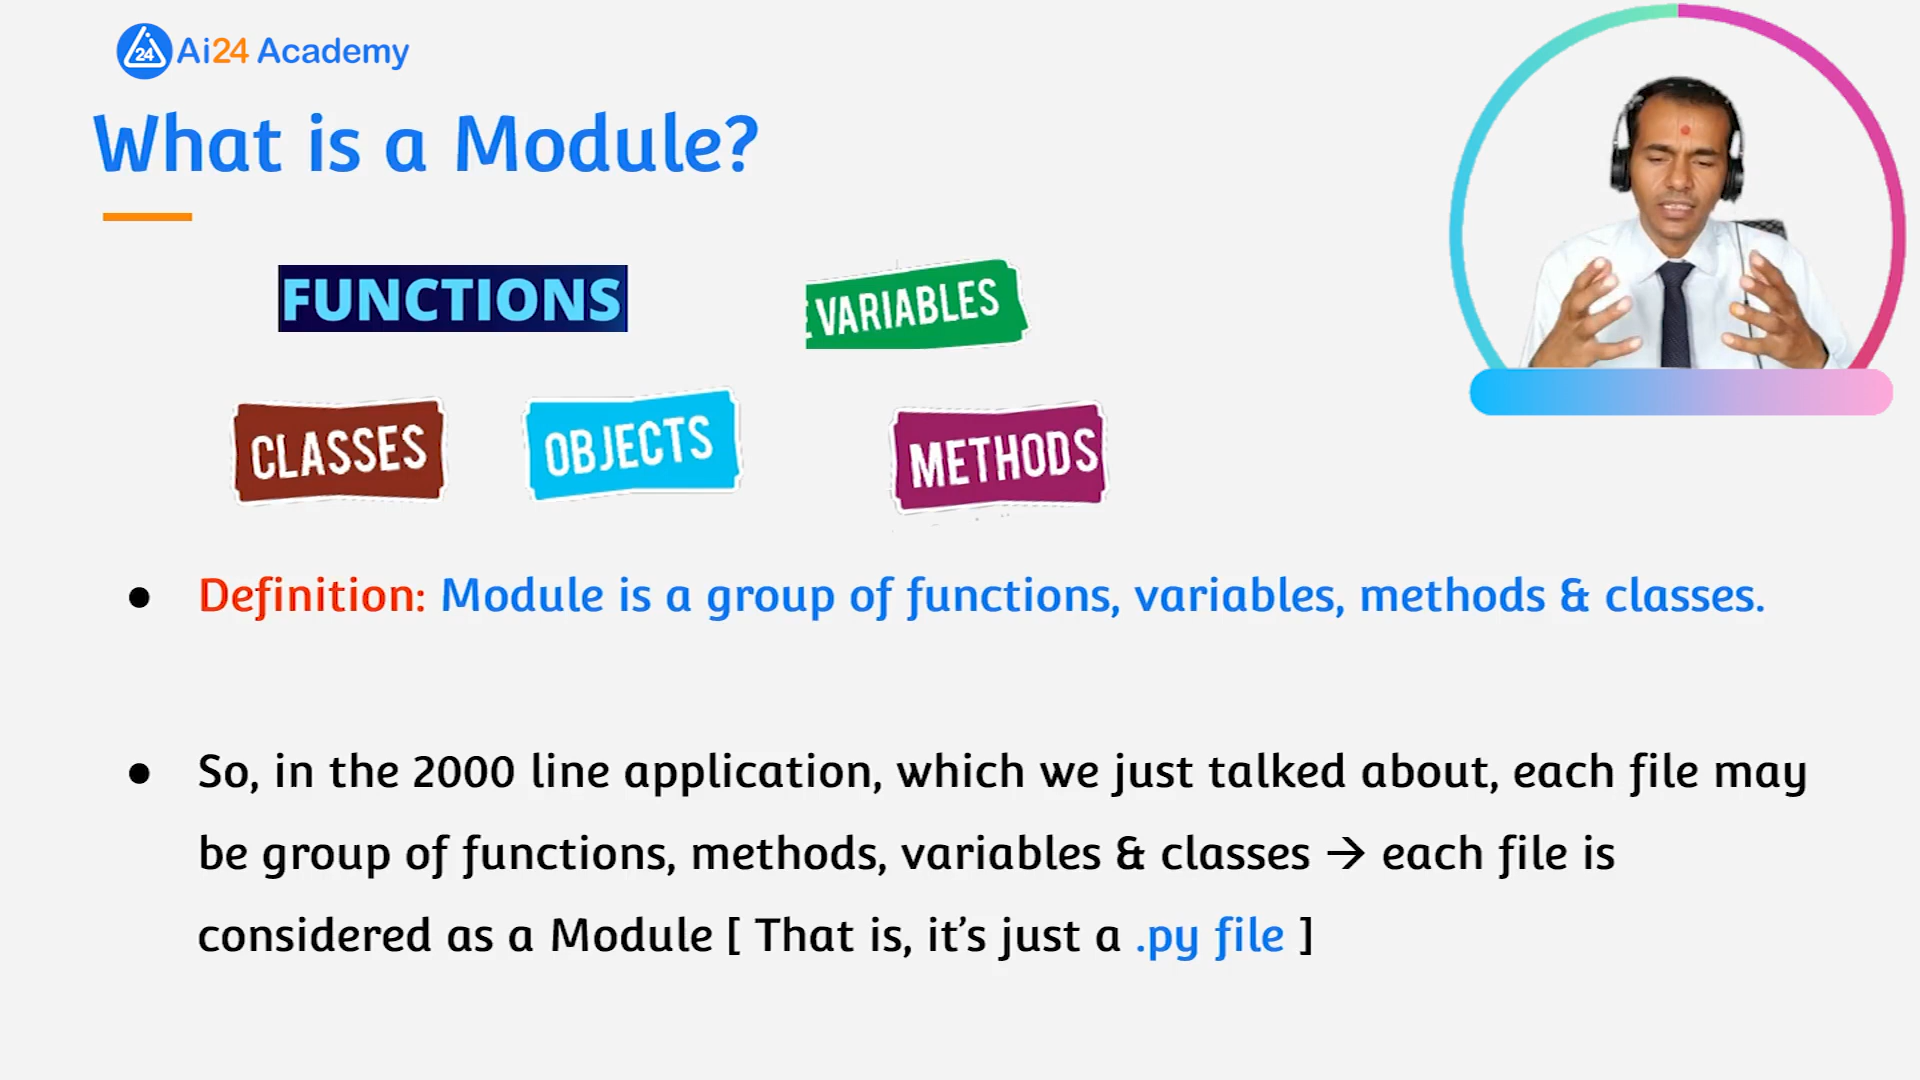 24 Ai24 Academy
What is a Module?
FUNCTIONS
VARIABLES
CLASSES
OBJECTS
METHODS
● Definition: Module is a group of functions, variables, methods & classes.
● So, in the 2000 line application, which we just talked about, each file may
be group of functions, methods, variables & classes → each file is
considered as a Module [ That is, it’s just a .py file ]